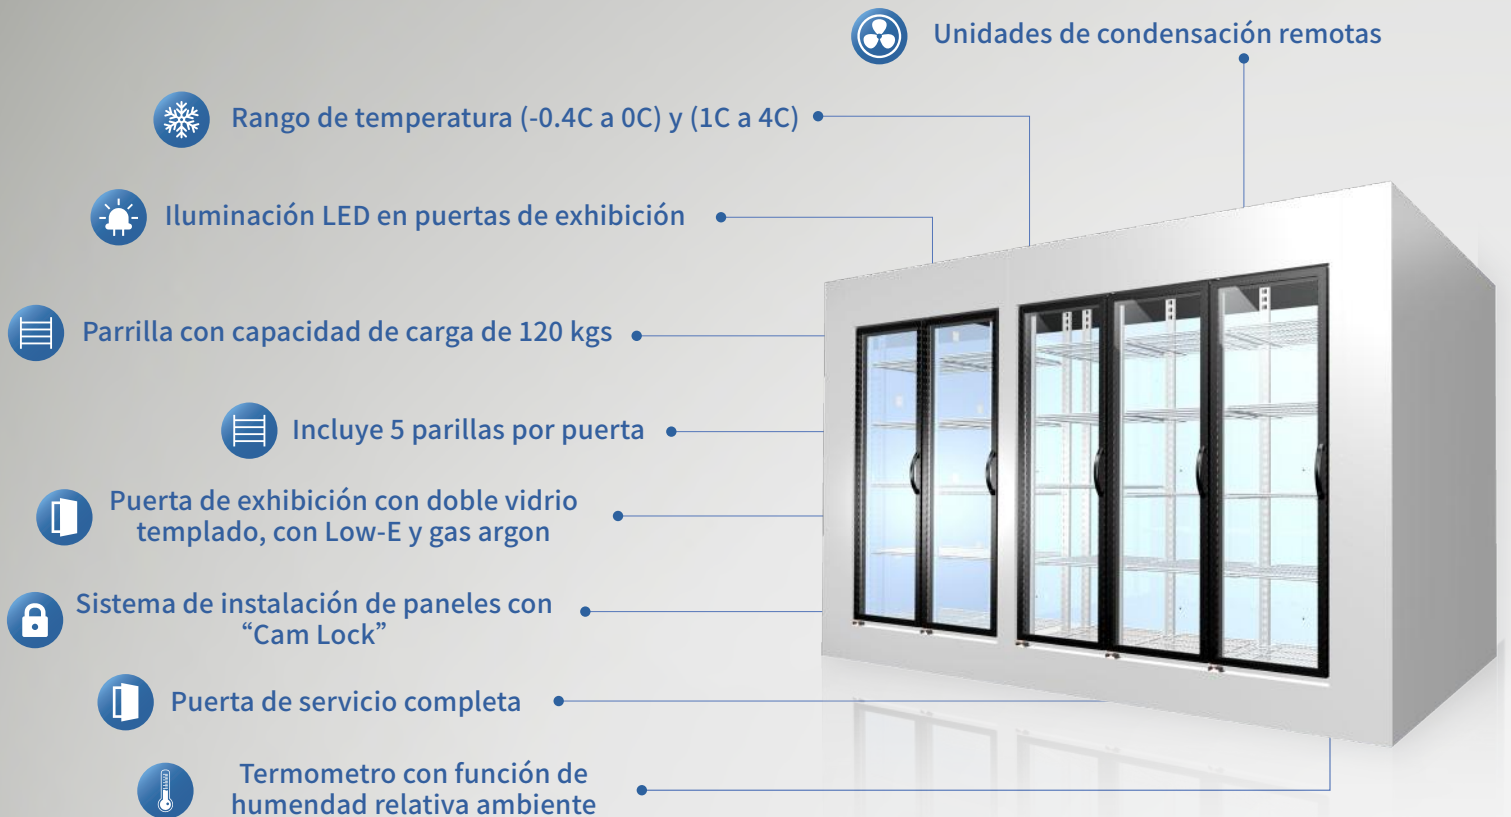 Unidades de condensación remotas
Rango de temperatura (-0.4C a 0C) y (1C a 4C)
Iluminación LED en puertas de exhibición
Parrilla con capacidad de carga de 120 kgs
Incluye 5 parillas por puerta
Puerta de exhibición con doble vidrio
templado, con Low-E y gas argon
Sistema de instalación de paneles con
“Cam Lock”
Puerta de servicio completa
Termometro con función de
humendad relativa ambiente